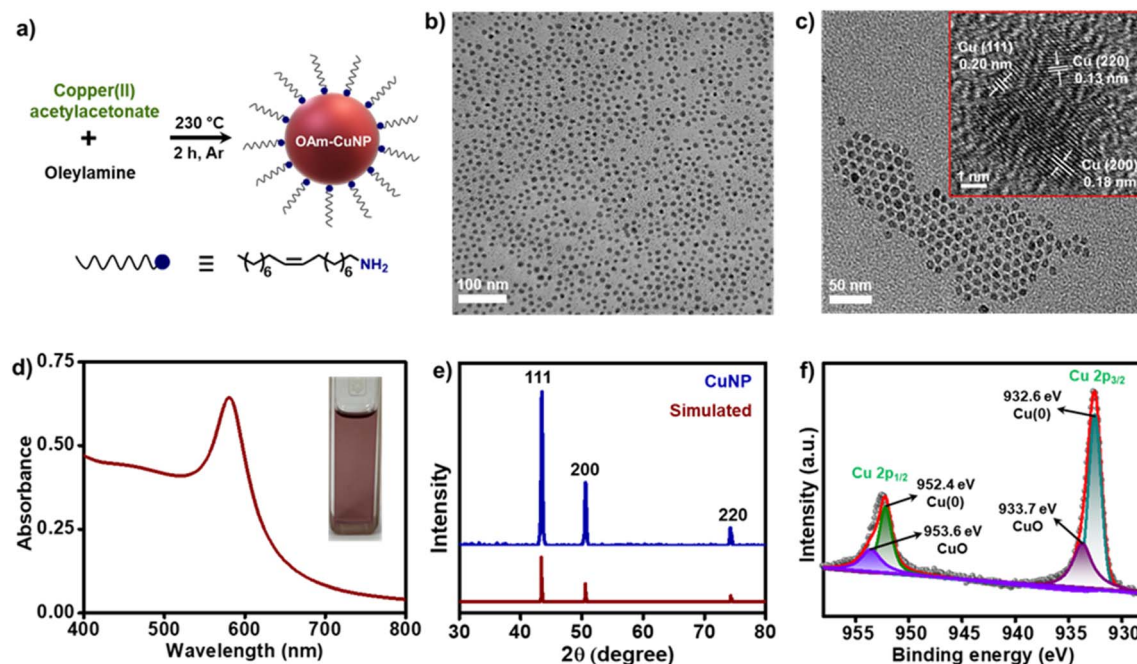 a)
Copper(II)
acetylacetonate
+
Oleylamine
230 °C
2 h, Ar
OAm-CuNP
≡
6
6
NH2
b)
100 nm
c)
Cu (111)
0.20 nm
Cu (220)
0.13 nm
Cu (200)
0.18 nm
1 nm
50 nm
d)
0.75
0.50
0.25
0.00
400 500 600 700 800
Absorbance
Wavelength (nm)
e)
111
200
220
CuNP
Simulated
30 40 50 60 70 80
Intensity
2θ (degree)
f)
Cu 2p3/2
932.6 eV
Cu(0)
Cu 2p1/2
952.4 eV
Cu(0)
953.6 eV
CuO
933.7 eV
CuO
955 950 945 940 935 930
Intensity (a.u.)
Binding energy (eV)